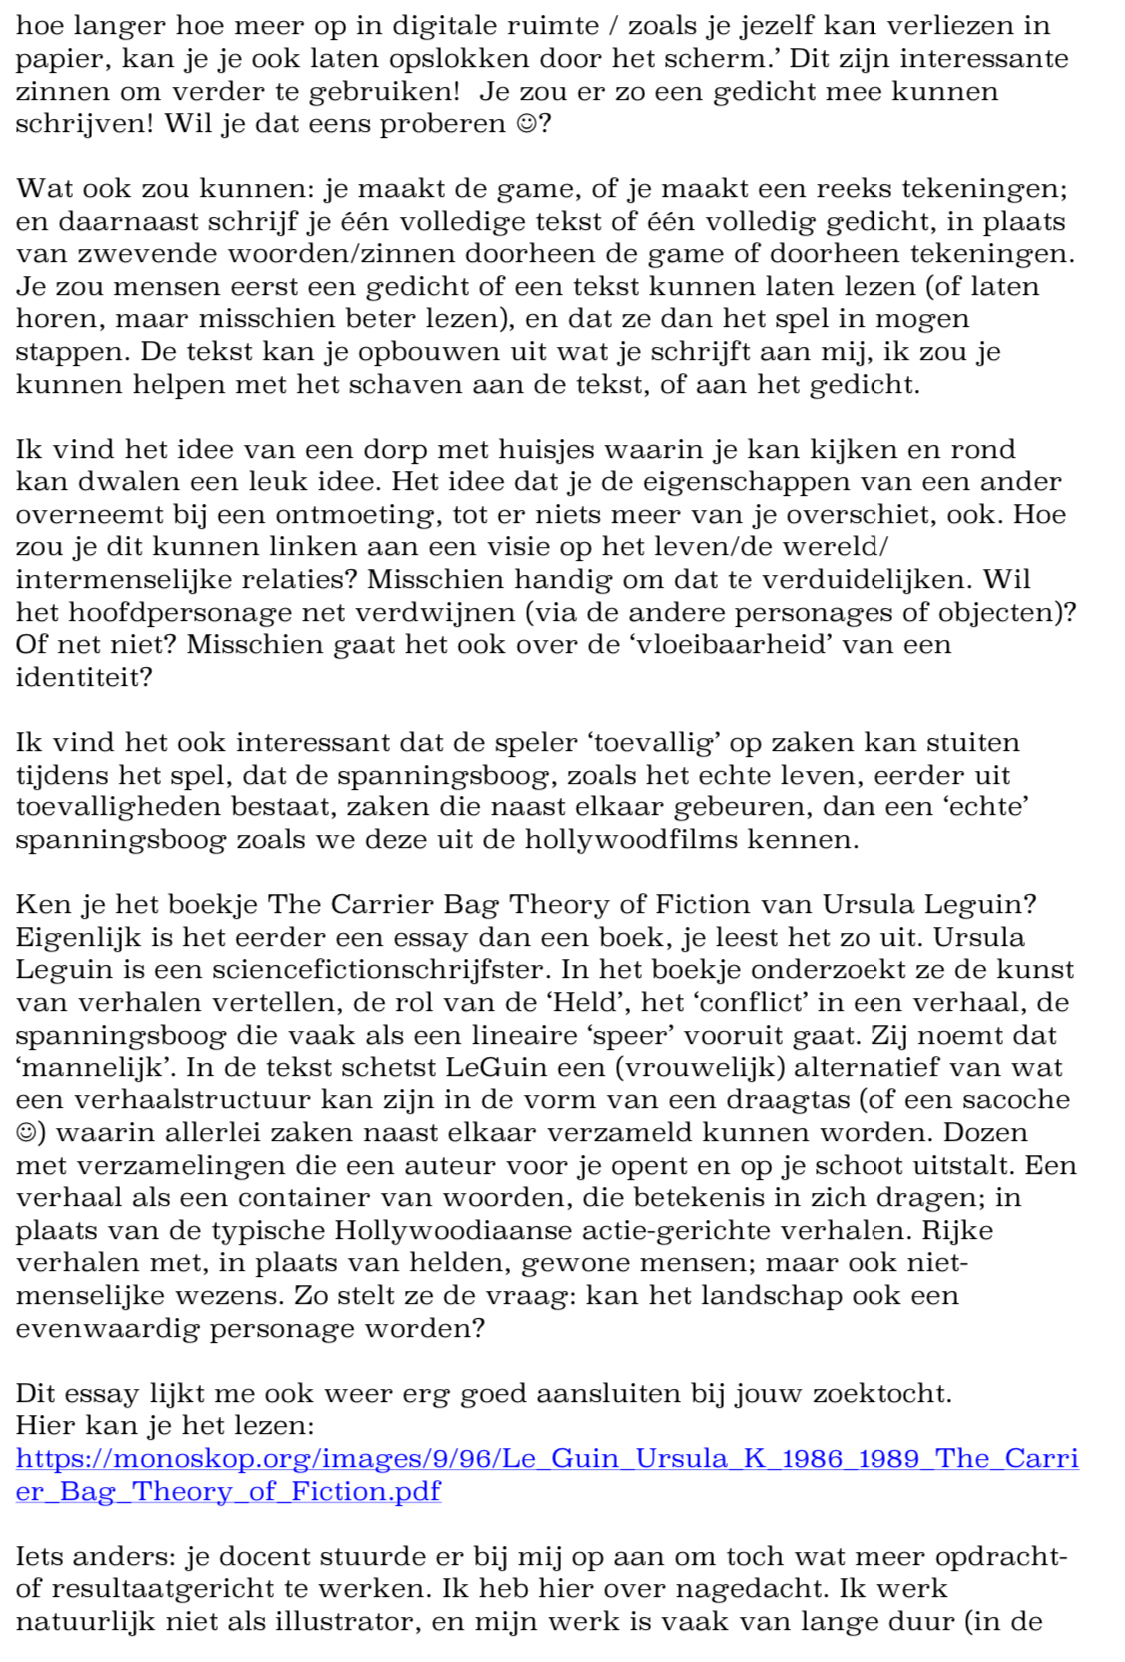 hoe langer hoe meer op in digitale ruimte / zoals je jezelf kan verliezen in
papier, kan je je ook laten opslokken door het scherm.’ Dit zijn interessante
zinnen om verder te gebruiken!  Je zou er zo een gedicht mee kunnen
schrijven! Wil je dat eens proberen ☺?

Wat ook zou kunnen: je maakt de game, of je maakt een reeks tekeningen;
en daarnaast schrijf je één volledige tekst of één volledig gedicht, in plaats
van zwevende woorden/zinnen doorheen de game of doorheen tekeningen.
Je zou mensen eerst een gedicht of een tekst kunnen laten lezen (of laten
horen, maar misschien beter lezen), en dat ze dan het spel in mogen
stappen. De tekst kan je opbouwen uit wat je schrijft aan mij, ik zou je
kunnen helpen met het schaven aan de tekst, of aan het gedicht.

Ik vind het idee van een dorp met huisjes waarin je kan kijken en rond
kan dwalen een leuk idee. Het idee dat je de eigenschappen van een ander
overneemt bij een ontmoeting, tot er niets meer van je overschiet, ook. Hoe
zou je dit kunnen linken aan een visie op het leven/de wereld/
intermenselijke relaties? Misschien handig om dat te verduidelijken. Wil
het hoofdpersonage net verdwijnen (via de andere personages of objecten)?
Of net niet? Misschien gaat het ook over de ‘vloeibaarheid’ van een
identiteit?

Ik vind het ook interessant dat de speler ‘toevallig’ op zaken kan stuiten
tijdens het spel, dat de spanningsboog, zoals het echte leven, eerder uit
toevalligheden bestaat, zaken die naast elkaar gebeuren, dan een ‘echte’
spanningsboog zoals we deze uit de hollywoodfilms kennen.

Ken je het boekje The Carrier Bag Theory of Fiction van Ursula Leguin?
Eigenlijk is het eerder een essay dan een boek, je leest het zo uit. Ursula
Leguin is een sciencefictionschrijfster. In het boekje onderzoekt ze de kunst
van verhalen vertellen, de rol van de ‘Held’, het ‘conflict’ in een verhaal, de
spanningsboog die vaak als een lineaire ‘speer’ vooruit gaat. Zij noemt dat
‘mannelijk’. In de tekst schetst LeGuin een (vrouwelijk) alternatief van wat
een verhaalstructuur kan zijn in de vorm van een draagtas (of een sacoche
☺) waarin allerlei zaken naast elkaar verzameld kunnen worden. Dozen
met verzamelingen die een auteur voor je opent en op je schoot uitstalt. Een
verhaal als een container van woorden, die betekenis in zich dragen; in
plaats van de typische Hollywoodiaanse actie-gerichte verhalen. Rijke
verhalen met, in plaats van helden, gewone mensen; maar ook niet-
menselijke wezens. Zo stelt ze de vraag: kan het landschap ook een
evenwaardig personage worden?

Dit essay lijkt me ook weer erg goed aansluiten bij jouw zoektocht.
Hier kan je het lezen:
https://monoskop.org/images/9/96/Le_Guin_Ursula_K_1986_1989_The_Carri
er_Bag_Theory_of_Fiction.pdf

Iets anders: je docent stuurde er bij mij op aan om toch wat meer opdracht-
of resultaatgericht te werken. Ik heb hier over nagedacht. Ik werk
natuurlijk niet als illustrator, en mijn werk is vaak van lange duur (in de